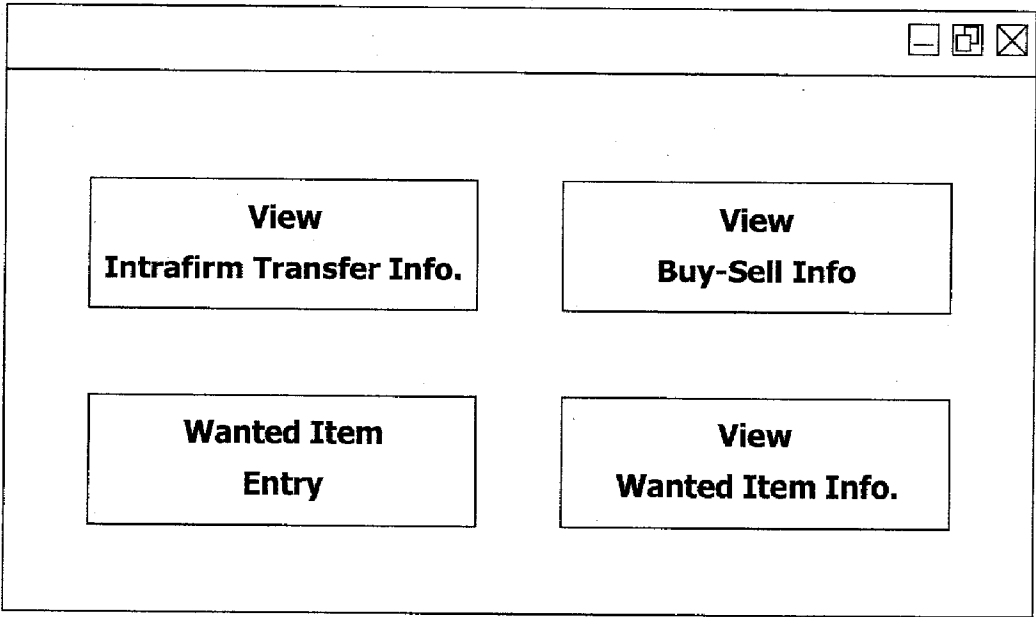 View
Intrafirm Transfer Info.
View
Buy-Sell Info
Wanted Item
Entry
View
Wanted Item Info.